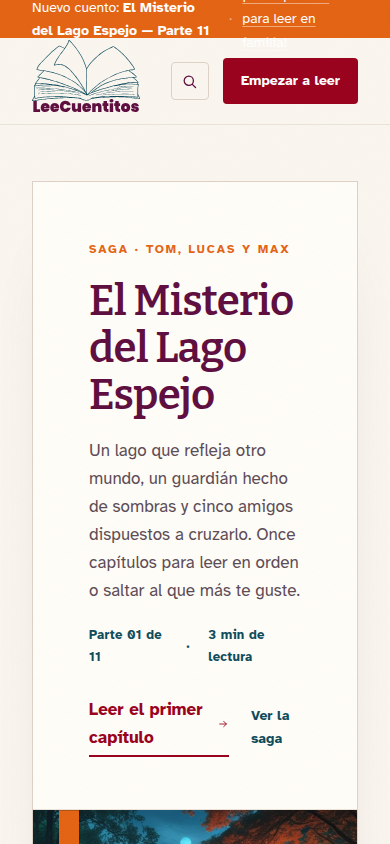 Nuevo cuento: El Misterio
del Lago Espejo — Parte 11
·
para leer en
LeeCuentitos
Empezar a leer
SAGA · TOM, LUCAS Y MAX
El Misterio
del Lago
Espejo
Un lago que refleja otro
mundo, un guardián hecho
de sombras y cinco amigos
dispuestos a cruzarlo. Once
capítulos para leer en orden
o saltar al que más te guste.
Parte 01 de
11
·
3 min de
lectura
Leer el primer
capítulo →
Ver la
saga